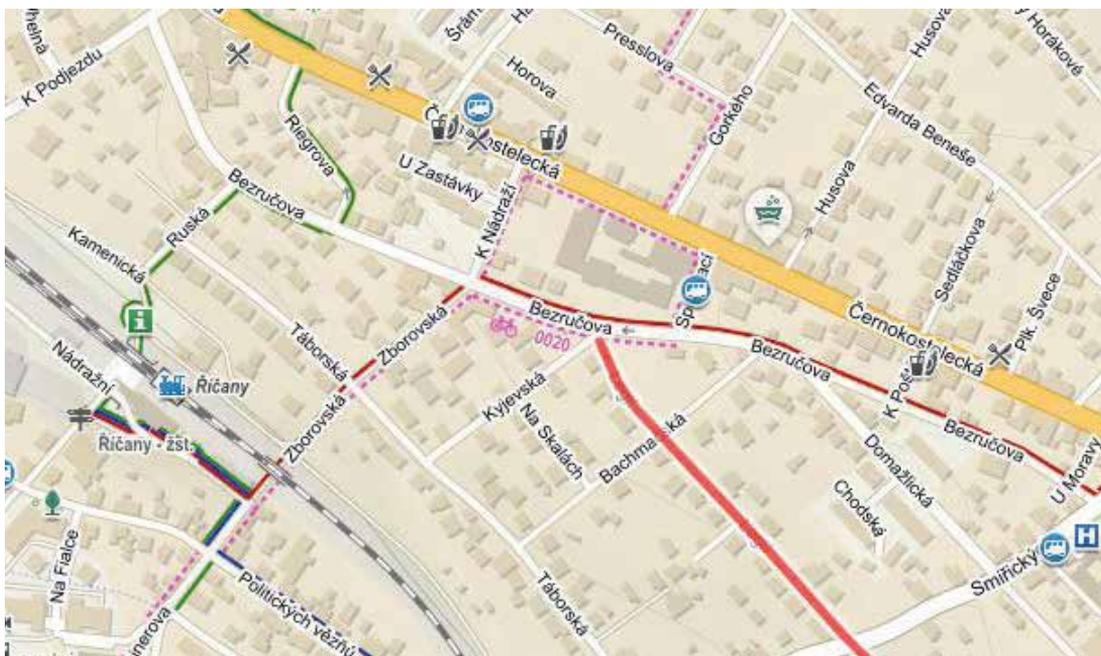 K Podjezdu
Presslova
Husova
Horova
Gorkého
Edvarda Beneše
Riegrova
U Zastávky
Bezručova
Husova
Ruská
K Nádraží
Sedláčkova
Kamenická
Plk. Švece
Bezručova
Černokostelecká
Zborovská
0020
Táborská
Bezručova
Nádražní
Říčany
Kyjevská
Na Skalách
Bezručova
Zborovská
Říčany - žst.
Domažlická
U Moravy
Chodská
H
Na Fialce
Smiřický
Táborská
Politických vězňů